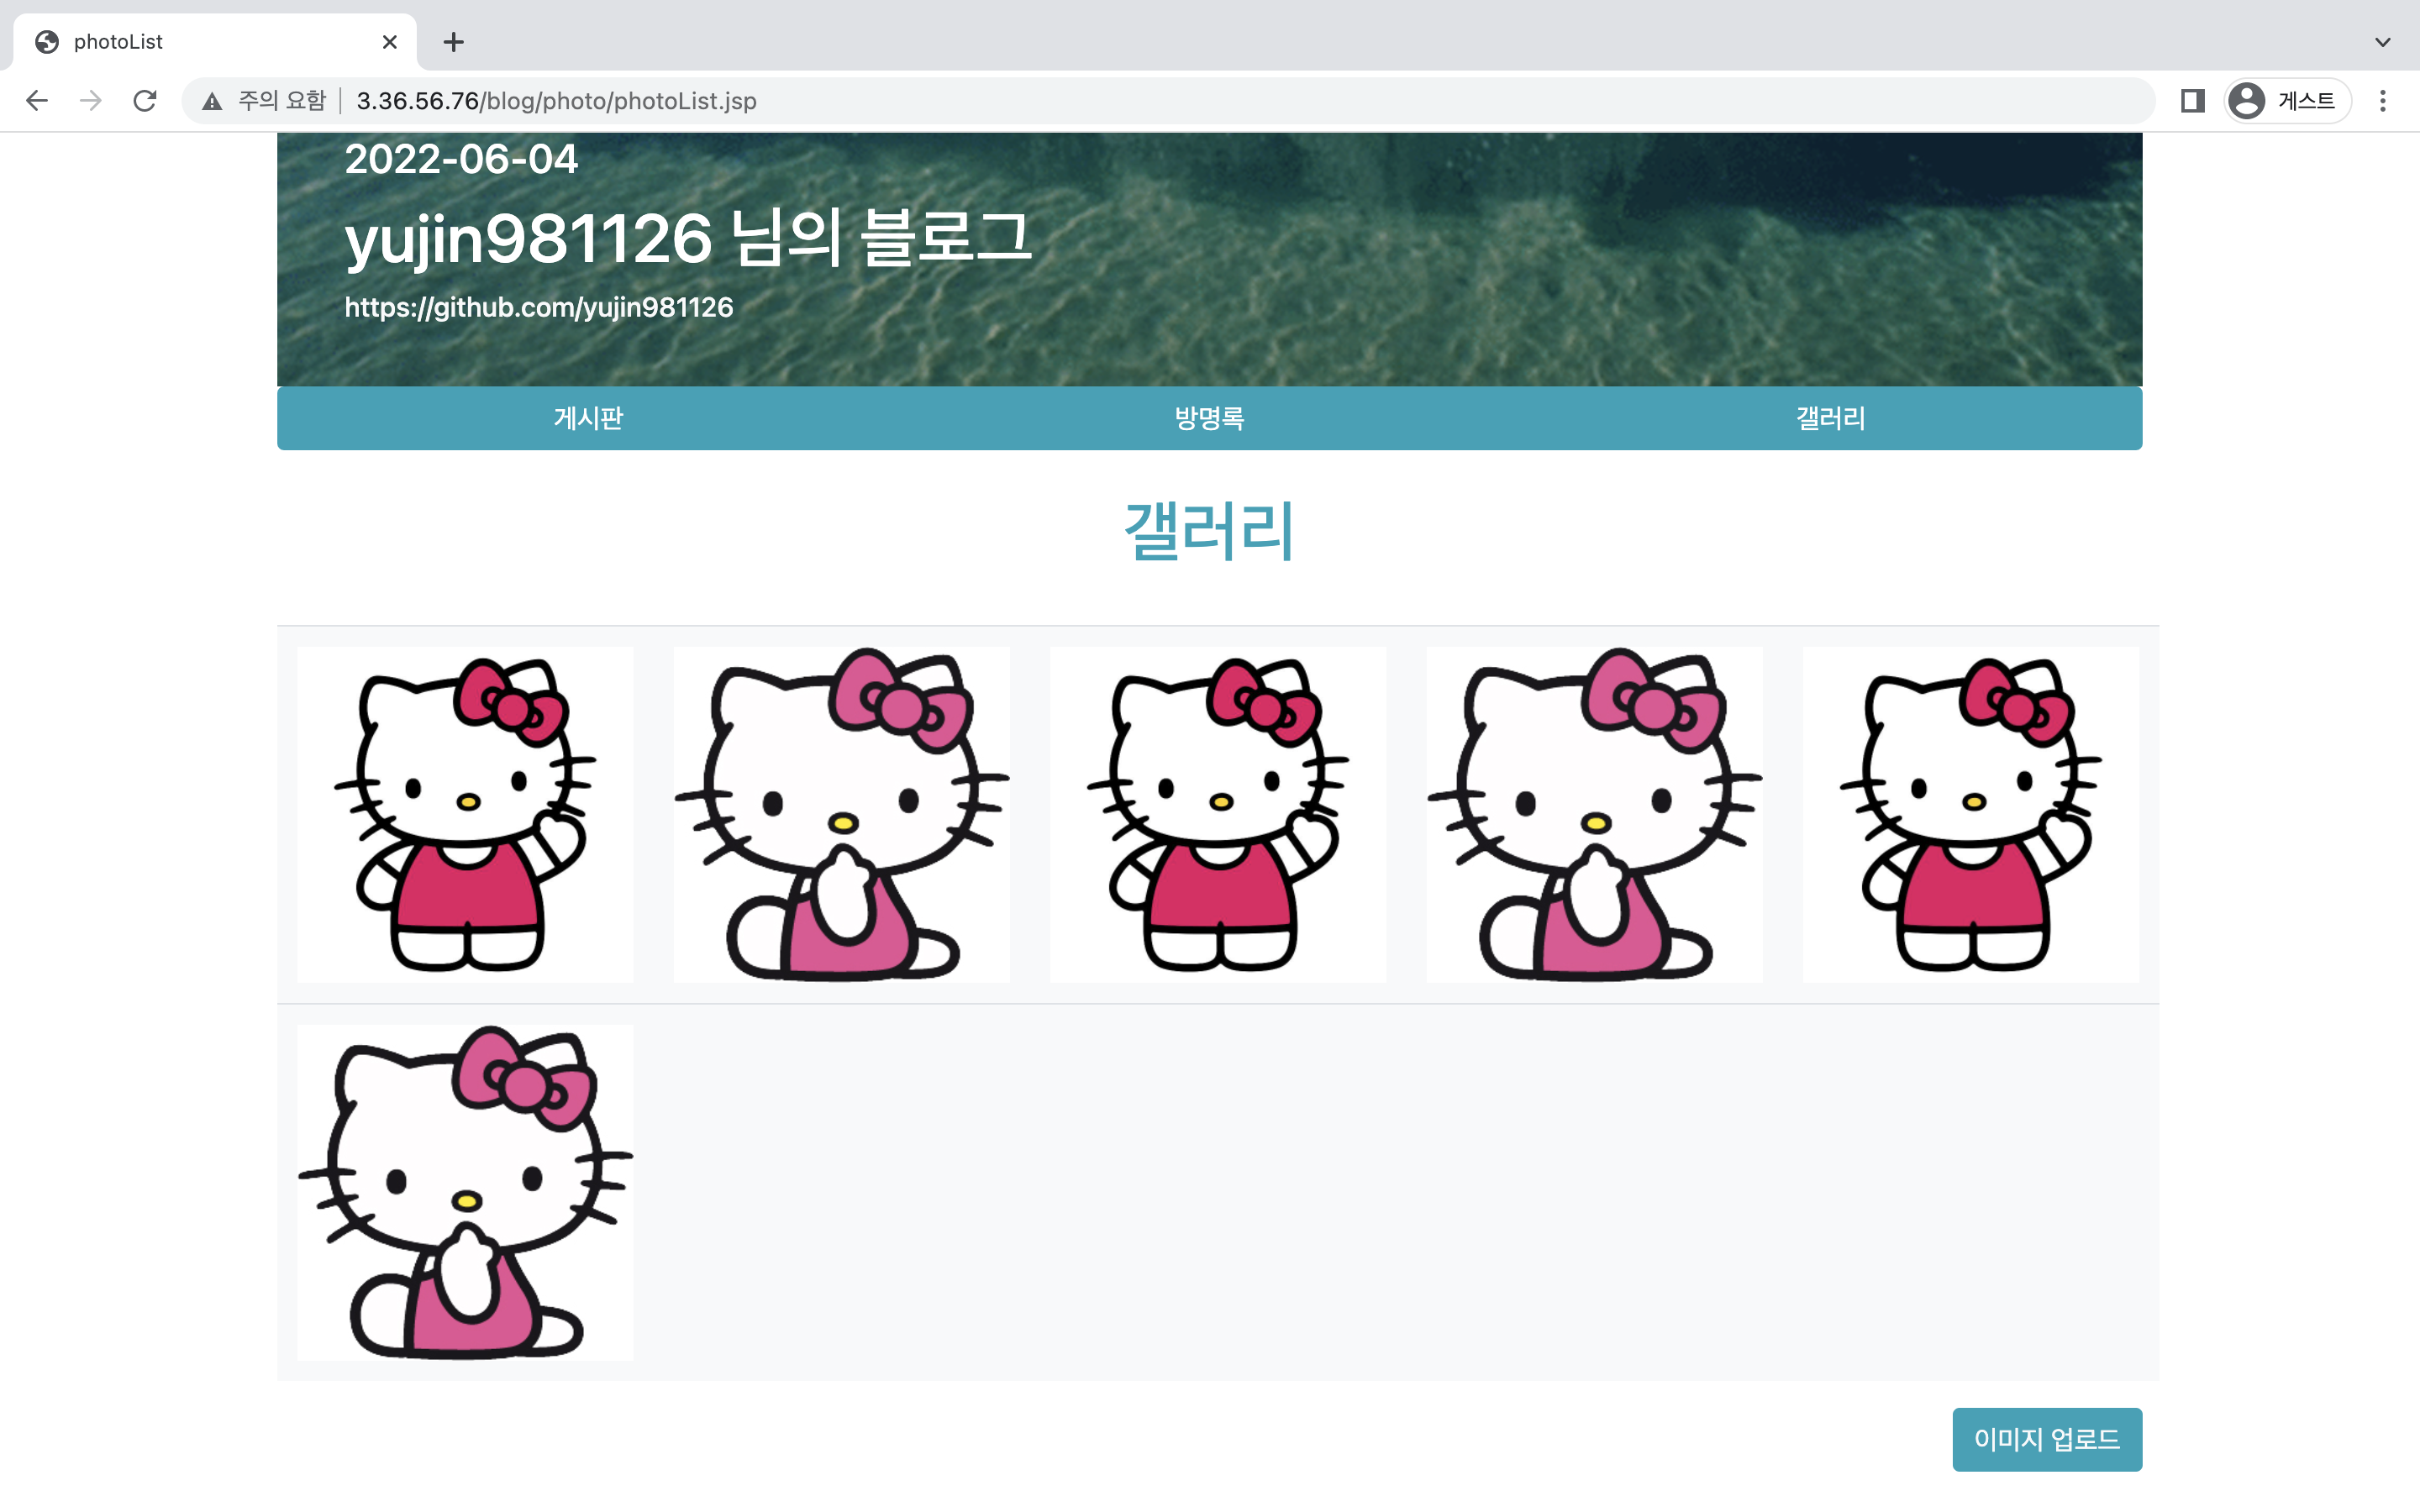 photoList
주의 요함 3.36.56.76/blog/photo/photoList.jsp 게스트
2022-06-04
yujin981126 님의 블로그
https://github.com/yujin981126
게시판 방명록 갤러리
갤러리
이미지 업로드